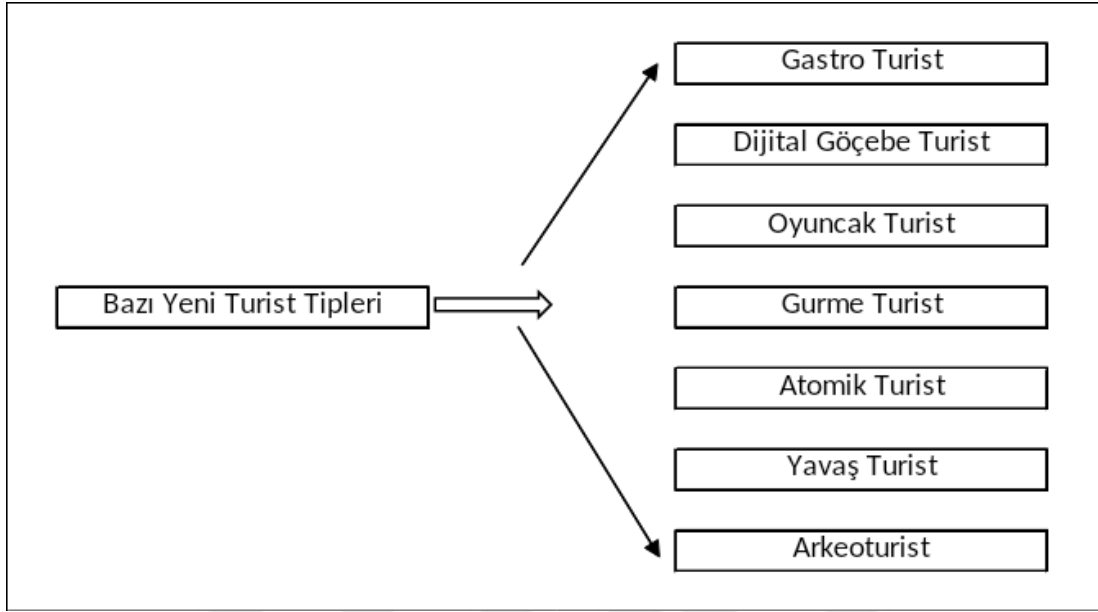 Gastro Turist
Dijital Göçebe Turist
Oyuncak Turist
Bazı Yeni Turist Tipleri
Gurme Turist
Atomik Turist
Yavaş Turist
Arkeoturist